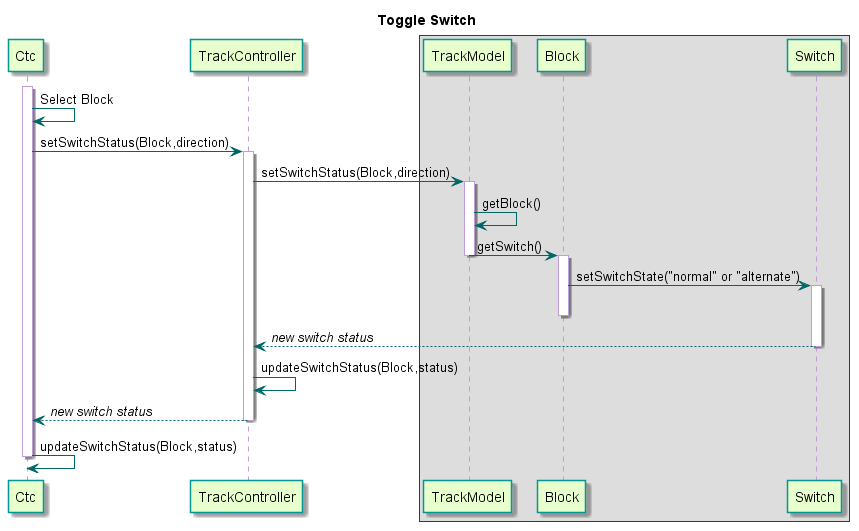 Toggle Switch
Ctc
TrackController
TrackModel
Block
Switch
Select Block
setSwitchStatus(Block,direction)
setSwitchStatus(Block,direction)
getBlock()
getSwitch()
setSwitchState("normal" or "alternate")
new switch status
updateSwitchStatus(Block,status)
new switch status
updateSwitchStatus(Block,status)
Ctc
TrackController
TrackModel
Block
Switch